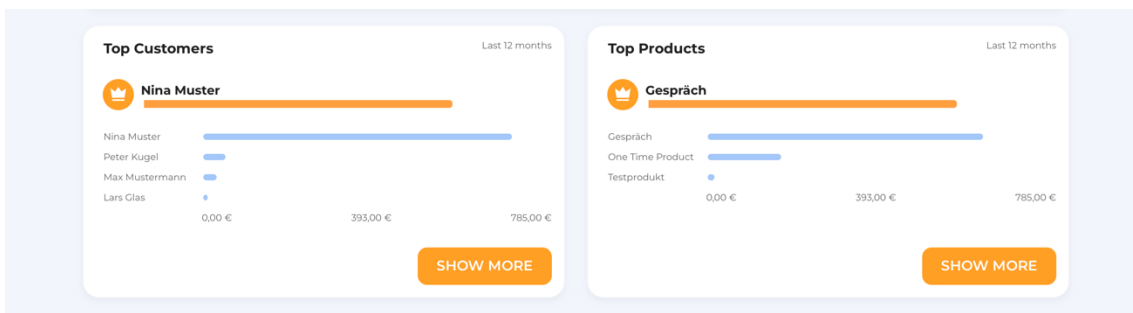 Top Customers
Last 12 months
Nina Muster
Nina Muster
Peter Kugel
Max Mustermann
Lars Glas
0,00 € 393,00 € 785,00 €
SHOW MORE
Top Products
Last 12 months
Gespräch
Gespräch
One Time Product
Testprodukt
0,00 € 393,00 € 785,00 €
SHOW MORE